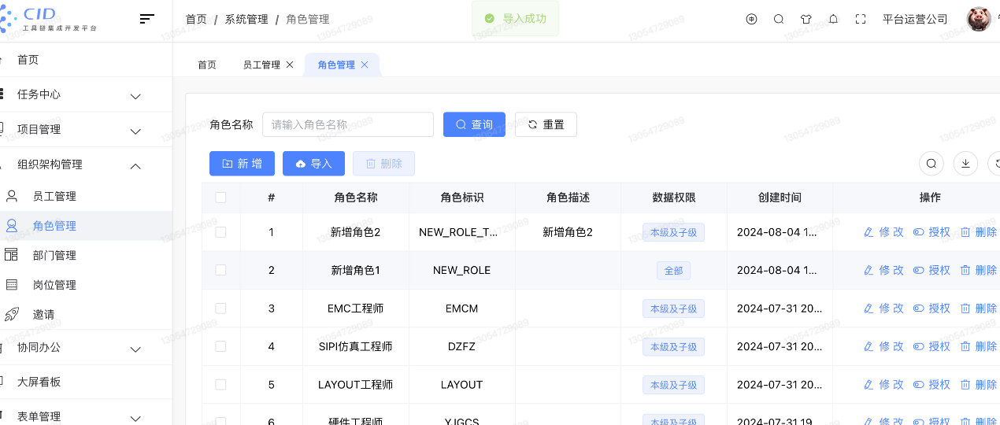 CID
工具链集成开发平台
首页 / 系统管理 / 角色管理
导入成功
平台运营公司
首页
任务中心
项目管理
组织架构管理
员工管理
角色管理
部门管理
岗位管理
邀请
协同办公
大屏看板
表单管理
首页 员工管理 角色管理
角色名称 请输入角色名称 查询 重置
新 增 导入 删除
# 角色名称 角色标识 角色描述 数据权限 创建时间 操作
1 新增角色2 NEW_ROLE_T... 新增角色2 本级及子级 2024-08-04 1... 修 改 授权 删除
2 新增角色1 NEW_ROLE 全部 2024-08-04 1... 修 改 授权 删除
3 EMC工程师 EMCM 本级及子级 2024-07-31 20... 修 改 授权 删除
4 SIPI仿真工程师 DZFZ 本级及子级 2024-07-31 20... 修 改 授权 删除
5 LAYOUT工程师 LAYOUT 本级及子级 2024-07-31 20... 修 改 授权 删除
6 硬件工程师 YJGCS 本级及子级 2024-07-31 19... 修 改 授权 删除
13054729089